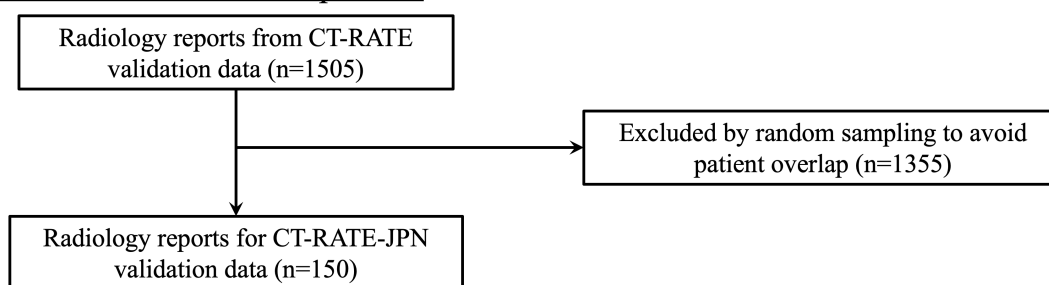 Radiology reports from CT-RATE
validation data (n=1505)
Excluded by random sampling to avoid
patient overlap (n=1355)
Radiology reports for CT-RATE-JPN
validation data (n=150)